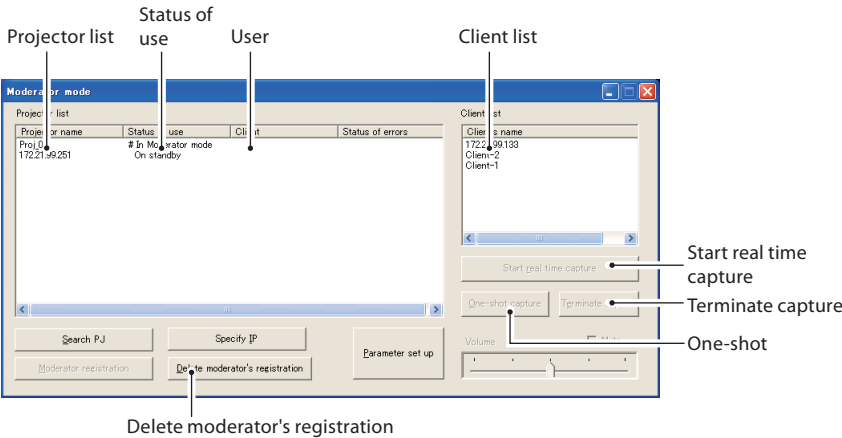 Status of
use
Projector list
User
Client list
Moderator mode
Projector list
Client list
Projector name Status of use Client Status of errors
Proj_0 # In Moderator mode
172.21.99.251 On standby
Client's name
172.21.99.133
Client-2
Client-1
Start real time capture
Start real time
capture
One-shot capture Terminate
Terminate capture
Search PJ Specify IP
Parameter set up
Volume Mute
One-shot
Moderator registration Delete moderator's registration
Delete moderator's registration